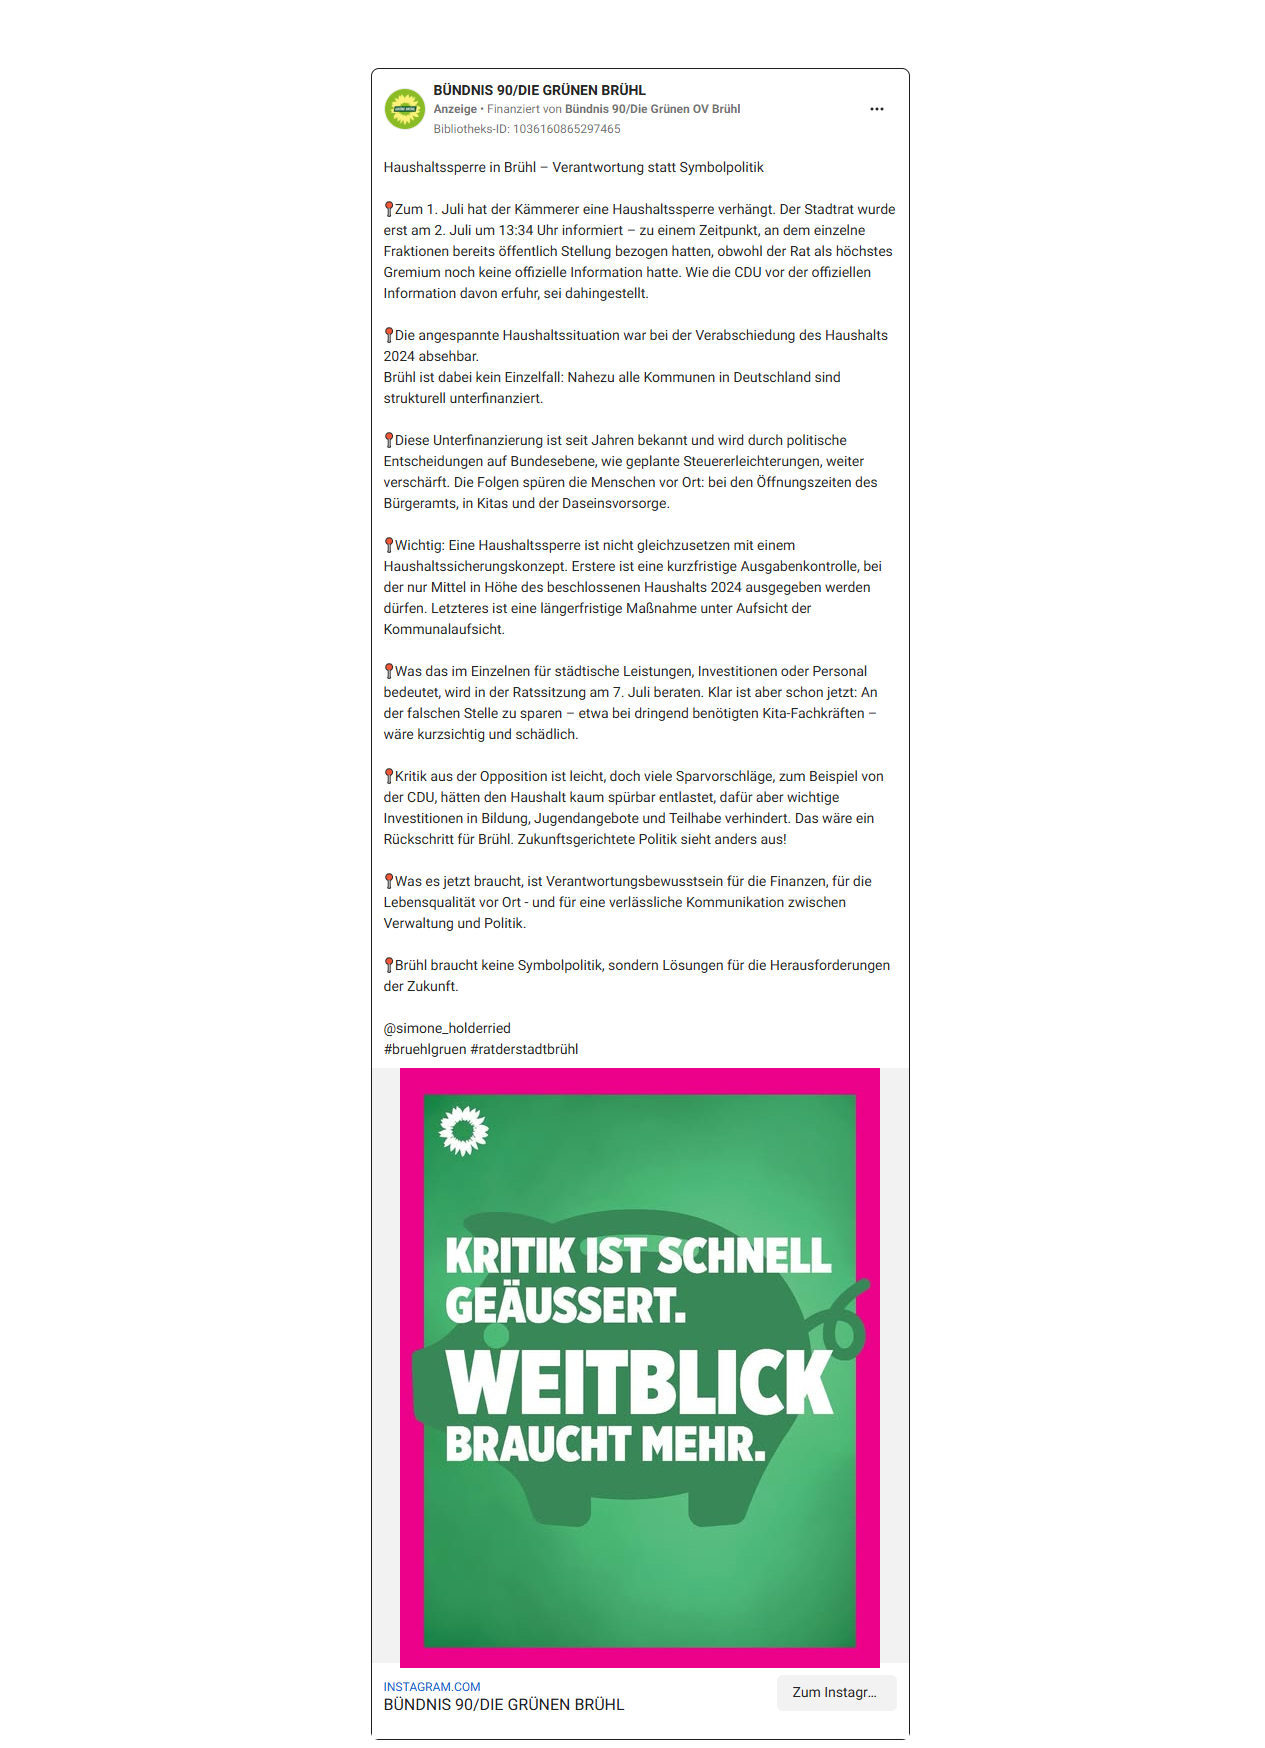 BÜNDNIS 90/DIE GRÜNEN BRÜHL
Anzeige • Finanziert von Bündnis 90/Die Grünen OV Brühl
Bibliotheks-ID: 1036160865297465
Haushaltssperre in Brühl – Verantwortung statt Symbolpolitik
📍Zum 1. Juli hat der Kämmerer eine Haushaltssperre verhängt. Der Stadtrat wurde
erst am 2. Juli um 13:34 Uhr informiert – zu einem Zeitpunkt, an dem einzelne
Fraktionen bereits öffentlich Stellung bezogen hatten, obwohl der Rat als höchstes
Gremium noch keine offizielle Information hatte. Wie die CDU vor der offiziellen
Information davon erfuhr, sei dahingestellt.
📍Die angespannte Haushaltssituation war bei der Verabschiedung des Haushalts
2024 absehbar.
Brühl ist dabei kein Einzelfall: Nahezu alle Kommunen in Deutschland sind
strukturell unterfinanziert.
📍Diese Unterfinanzierung ist seit Jahren bekannt und wird durch politische
Entscheidungen auf Bundesebene, wie geplante Steuererleichterungen, weiter
verschärft. Die Folgen spüren die Menschen vor Ort: bei den Öffnungszeiten des
Bürgeramts, in Kitas und der Daseinsvorsorge.
📍Wichtig: Eine Haushaltssperre ist nicht gleichzusetzen mit einem
Haushaltssicherungskonzept. Erstere ist eine kurzfristige Ausgabenkontrolle, bei
der nur Mittel in Höhe des beschlossenen Haushalts 2024 ausgegeben werden
dürfen. Letzteres ist eine längerfristige Maßnahme unter Aufsicht der
Kommunalaufsicht.
📍Was das im Einzelnen für städtische Leistungen, Investitionen oder Personal
bedeutet, wird in der Ratssitzung am 7. Juli beraten. Klar ist aber schon jetzt: An
der falschen Stelle zu sparen – etwa bei dringend benötigten Kita-Fachkräften –
wäre kurzsichtig und schädlich.
📍Kritik aus der Opposition ist leicht, doch viele Sparvorschläge, zum Beispiel von
der CDU, hätten den Haushalt kaum spürbar entlastet, dafür aber wichtige
Investitionen in Bildung, Jugendangebote und Teilhabe verhindert. Das wäre ein
Rückschritt für Brühl. Zukunftsgerichtete Politik sieht anders aus!
📍Was es jetzt braucht, ist Verantwortungsbewusstsein für die Finanzen, für die
Lebensqualität vor Ort - und für eine verlässliche Kommunikation zwischen
Verwaltung und Politik.
📍Brühl braucht keine Symbolpolitik, sondern Lösungen für die Herausforderungen
der Zukunft.
@simone_holderried
#bruehlgruen #ratderstadtbrühl
KRITIK IST SCHNELL
GEÄUSSERT.
WEITBLICK
BRAUCHT MEHR.
INSTAGRAM.COM
BÜNDNIS 90/DIE GRÜNEN BRÜHL
Zum Instagr...